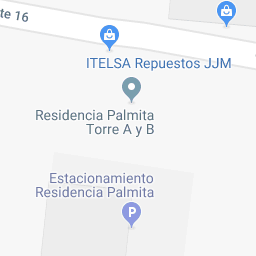 te 16
ITELSA Repuestos JJM
Residencia Palmita
Torre A y B
Estacionamiento
Residencia Palmita
P